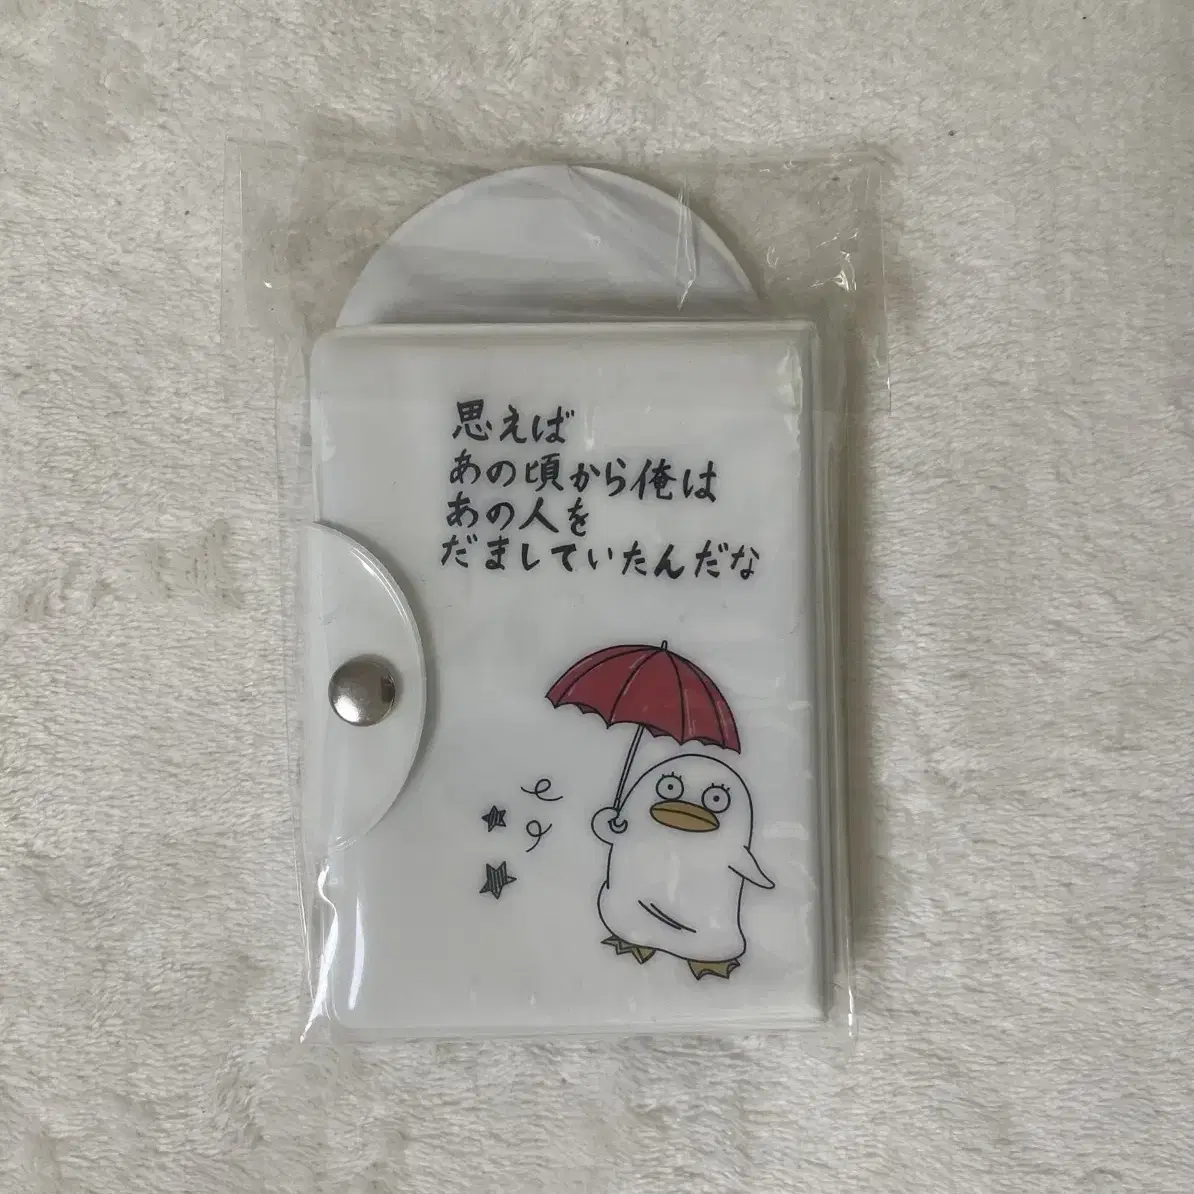 思えば
あの頃から俺は
あの人を
だましていたんだな